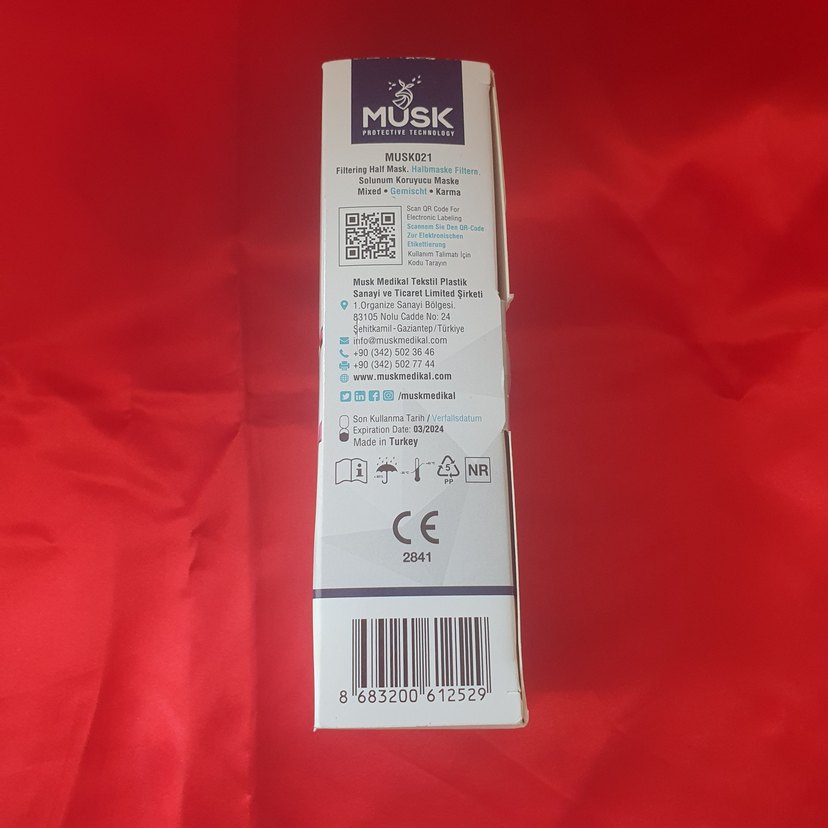 MUSK
PROTECTIVE TECHNOLOGY
MUSK021
Filtering Half Mask. Halbmaske Filtern.
Solunum Koruyucu Maske
Mixed • Gemischt • Karma
Scan QR Code For
Electronic Labeling
Scannem Sie Den QR-Code
Zur Elektronischen
Etikettierung
Kullanım Talimatı İçin
Kodu Tarayın
Musk Medikal Tekstil Plastik
Sanayi ve Ticaret Limited Şirketi
1.Organize Sanayi Bölgesi.
83105 Nolu Cadde No: 24
Şehitkamil-Gaziantep/Türkiye
info@muskmedikal.com
+90 (342) 502 36 46
+90 (342) 502 77 44
www.muskmedikal.com
/muskmedikal
Son Kullanma Tarih / Verfallsdatum
Expiration Date: 03/2024
Made in Turkey
5
PP
NR
CE
2841
8 683200 612529